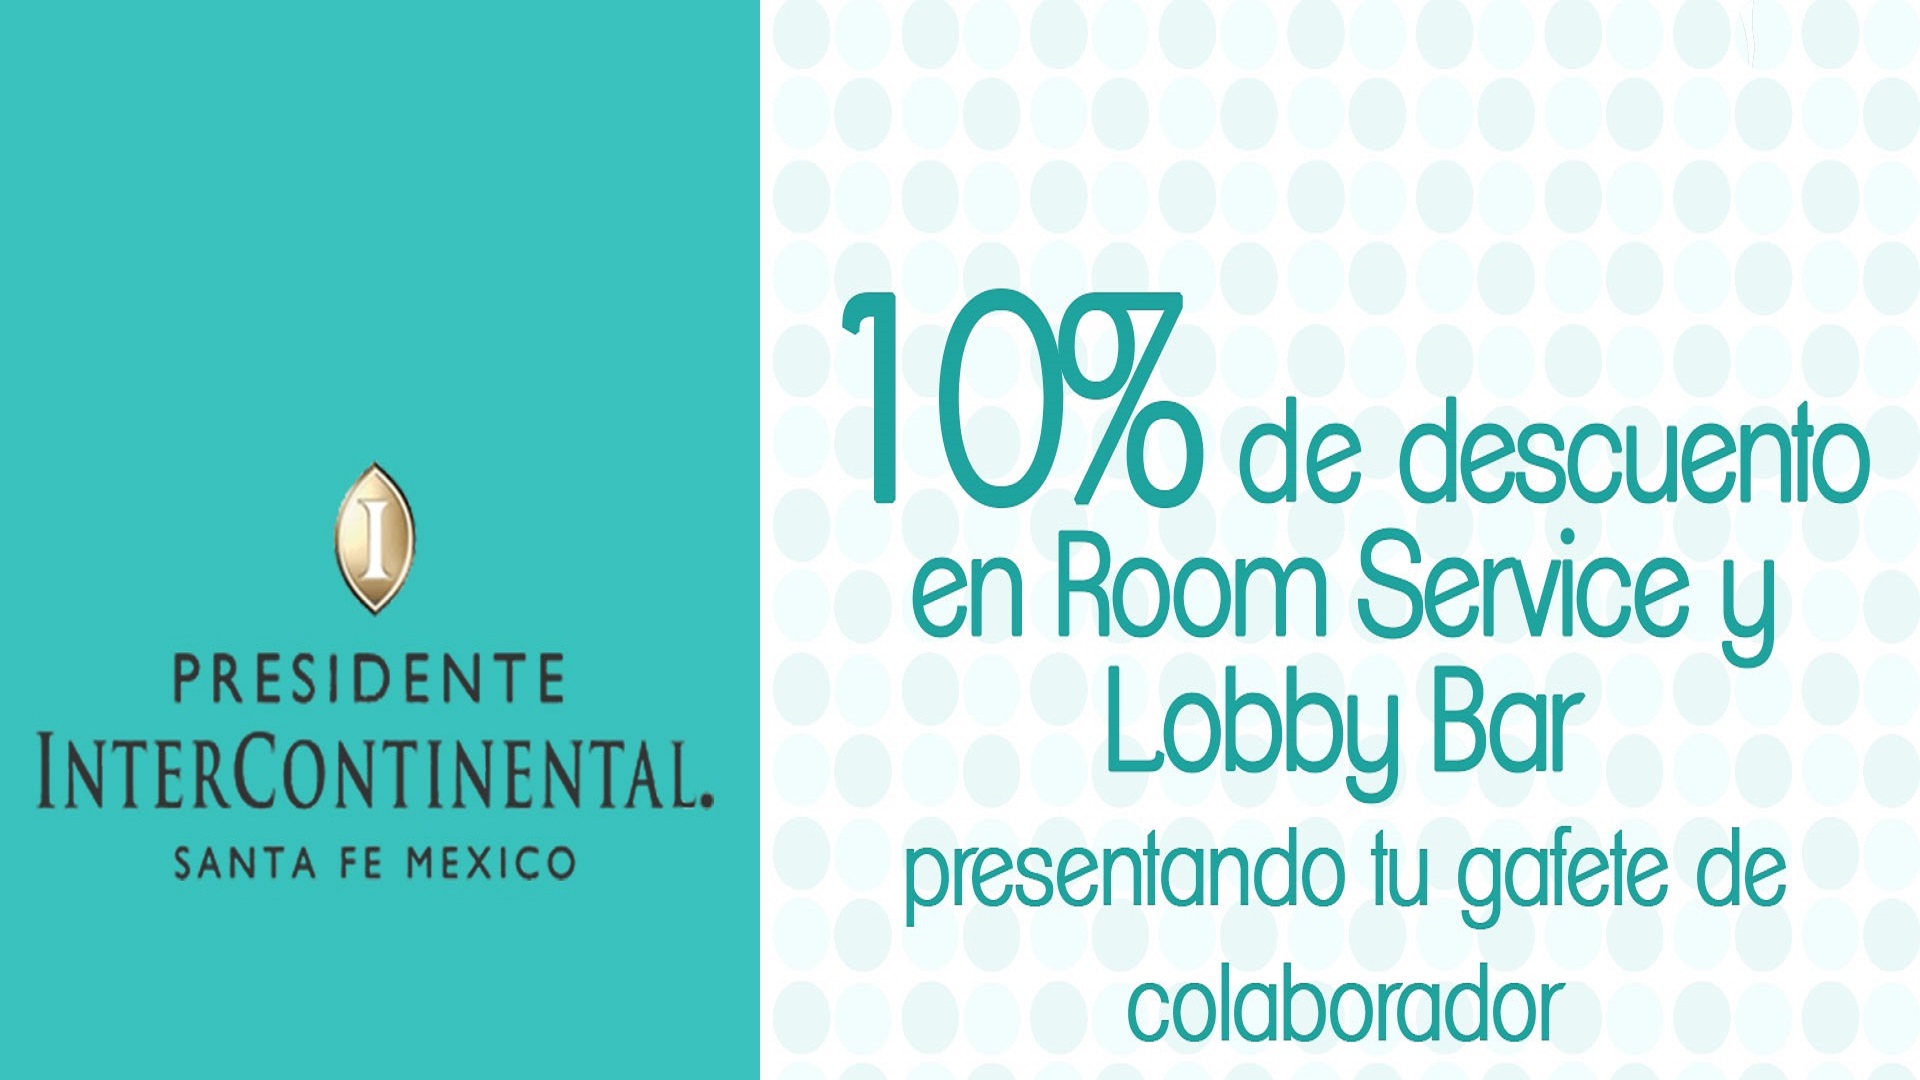 I
PRESIDENTE
INTERCONTINENTAL.
SANTA FE MEXICO
10% de descuento
en Room Service y
Lobby Bar
presentando tu gafete de
colaborador